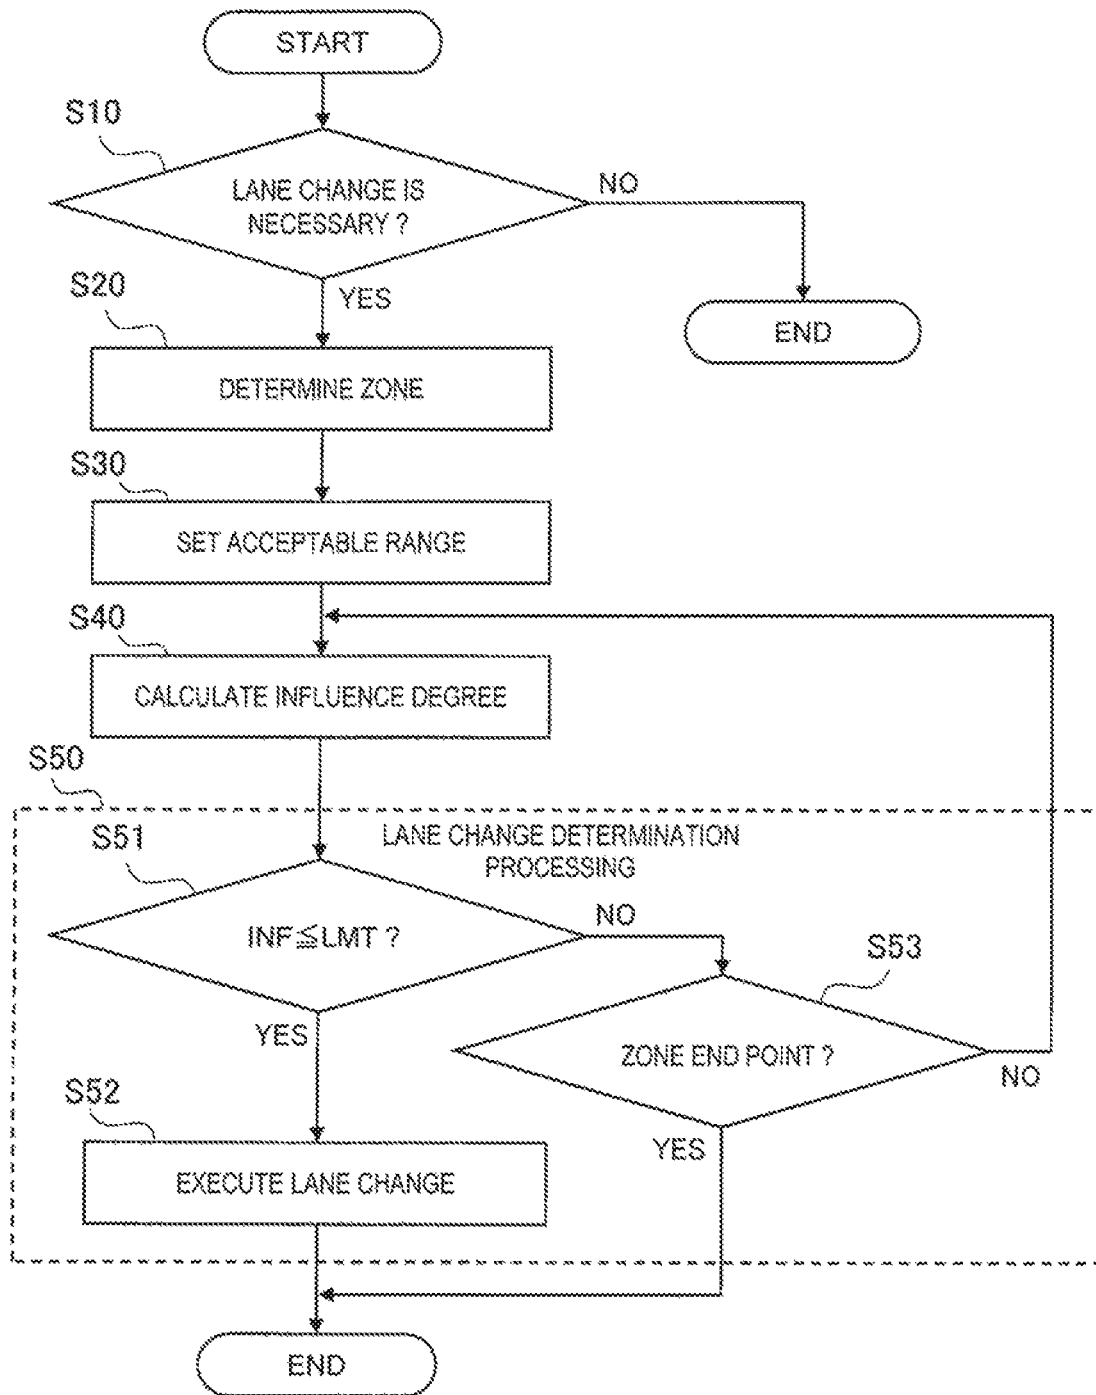 START
S10
LANE CHANGE IS
NECESSARY ?
NO
YES
END
S20
DETERMINE ZONE
S30
SET ACCEPTABLE RANGE
S40
CALCULATE INFLUENCE DEGREE
S50
LANE CHANGE DETERMINATION
PROCESSING
S51
INF≦LMT ?
NO
YES
S53
ZONE END POINT ?
NO
YES
S52
EXECUTE LANE CHANGE
END